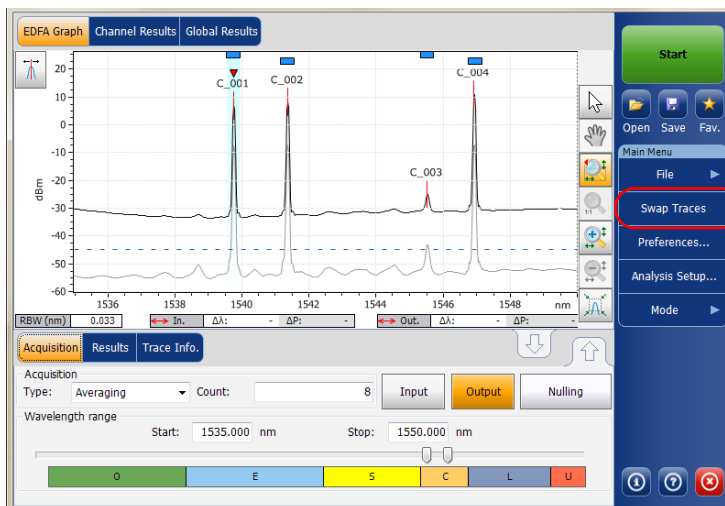 EDFA Graph Channel Results Global Results
Start
Open Save Fav.
Main Menu
File
Swap Traces
Preferences...
Analysis Setup...
Mode
C_001 C_002 C_003 C_004
dBm
20
10
0
-10
-20
-30
-40
-50
-60
1536 1538 1540 1542 1544 1546 1548 nm
1:1
RBW (nm) 0.033 In. Δλ: - ΔP: - Out. Δλ: - ΔP: -
Acquisition Results Trace Info.
Acquisition
Type: Averaging Count: 8 Input Output Nulling
Wavelength range
Start: 1535.000 nm Stop: 1550.000 nm
O E S C L U